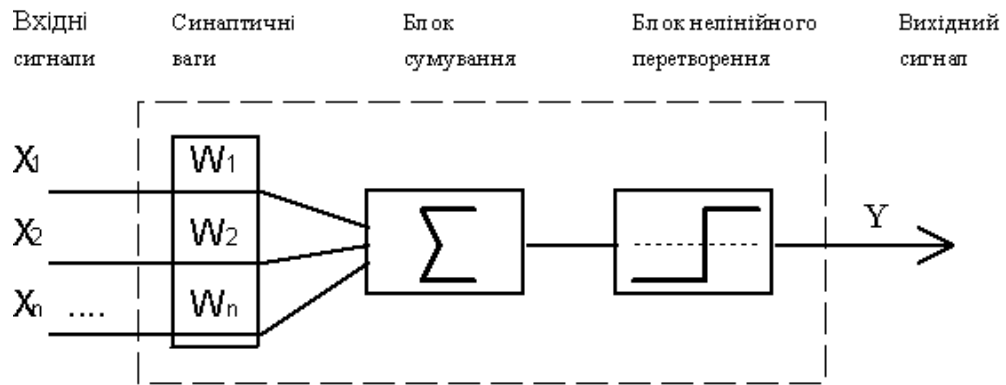 Вхідні
сигнали
Синаптичні
ваги
Блок
сумування
Блок нелінійного
перетворення
Вихідний
сигнал
X1
W1
X2
W2
Xn ....
Wn
Σ
Y